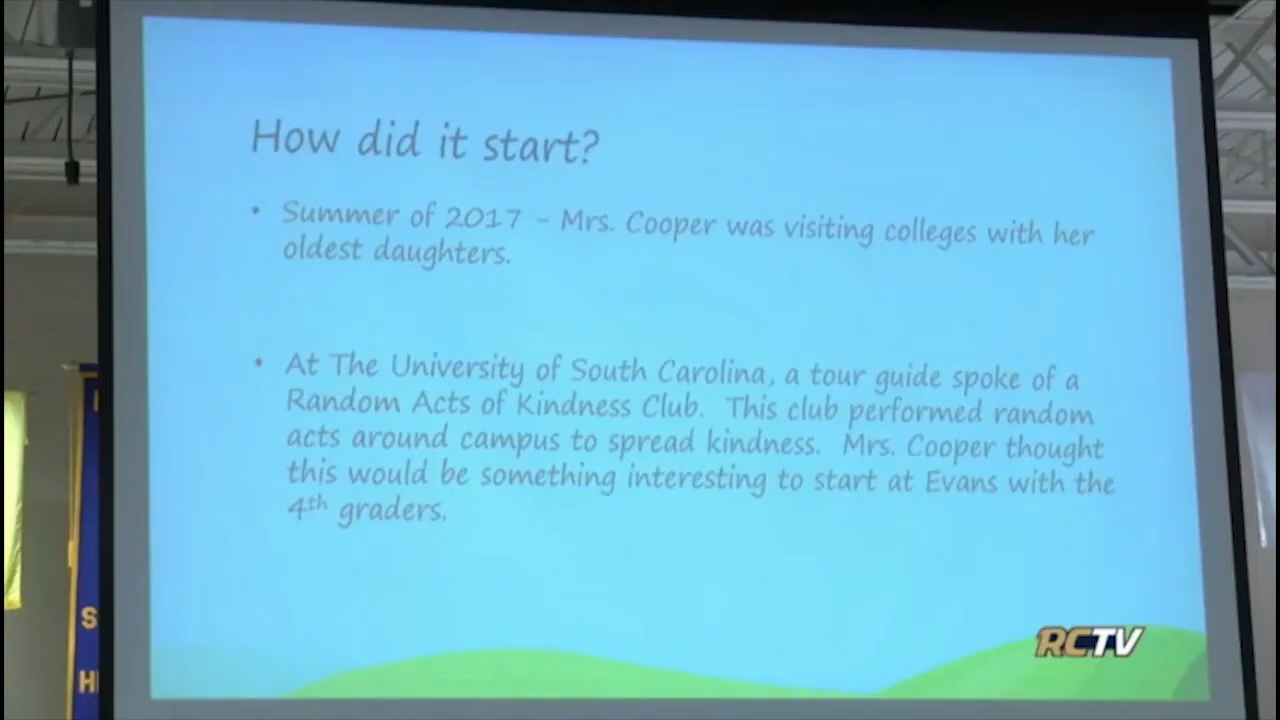 How did it start?
• Summer of 2017 – Mrs. Cooper was visiting colleges with her
oldest daughters.
• At The University of South Carolina, a tour guide spoke of a
Random Acts of Kindness Club. This club performed random
acts around campus to spread kindness. Mrs. Cooper thought
this would be something interesting to start at Evans with the
4th graders.
RCTV
S
H